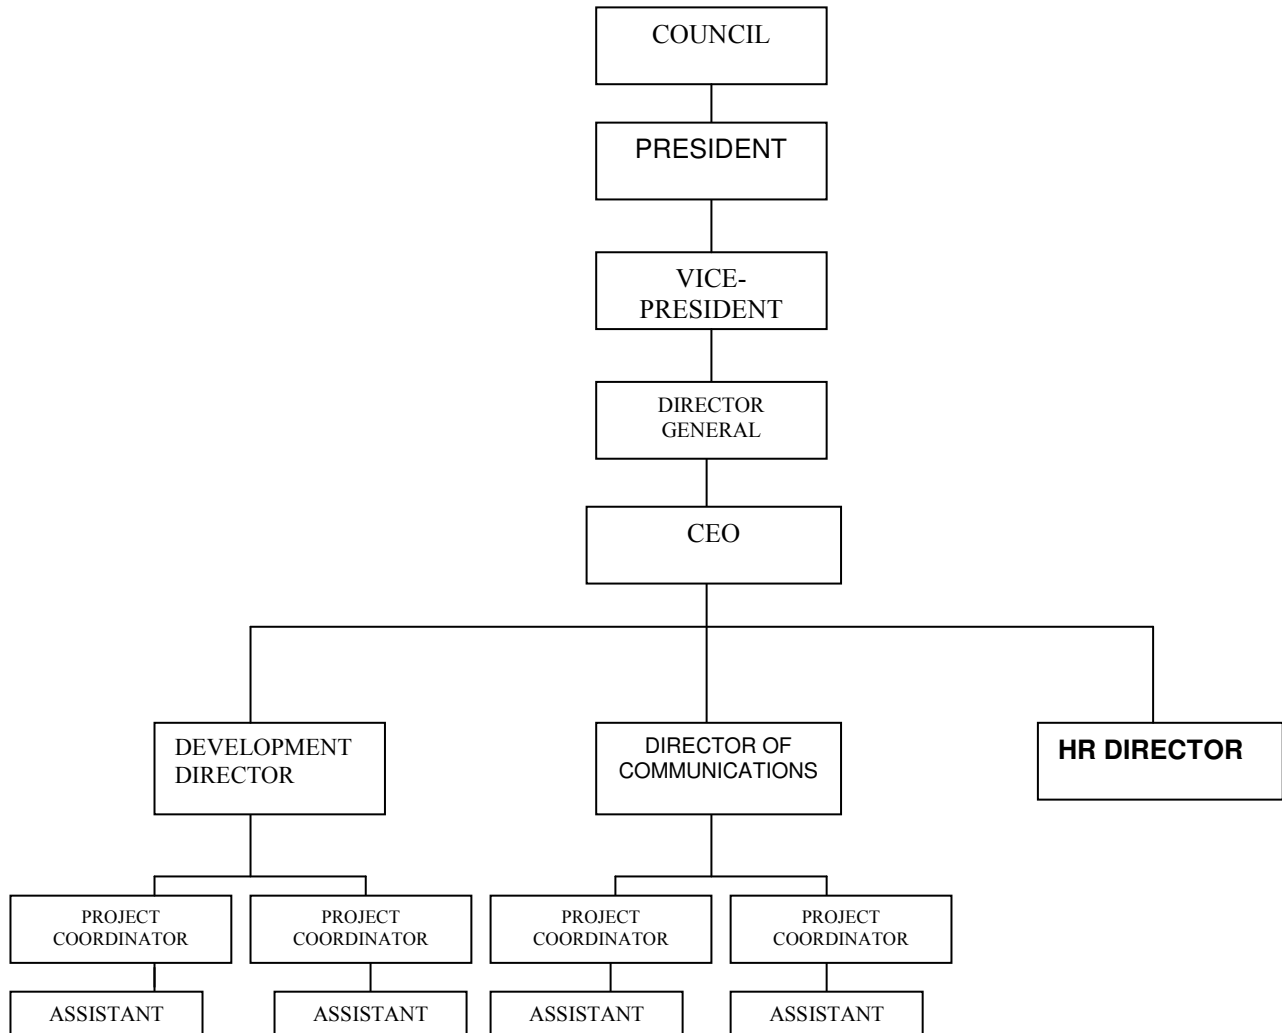 COUNCIL
PRESIDENT
VICE-
PRESIDENT
DIRECTOR
GENERAL
CEO
DEVELOPMENT
DIRECTOR
DIRECTOR OF
COMMUNICATIONS
HR DIRECTOR
PROJECT
COORDINATOR
PROJECT
COORDINATOR
PROJECT
COORDINATOR
PROJECT
COORDINATOR
ASSISTANT
ASSISTANT
ASSISTANT
ASSISTANT